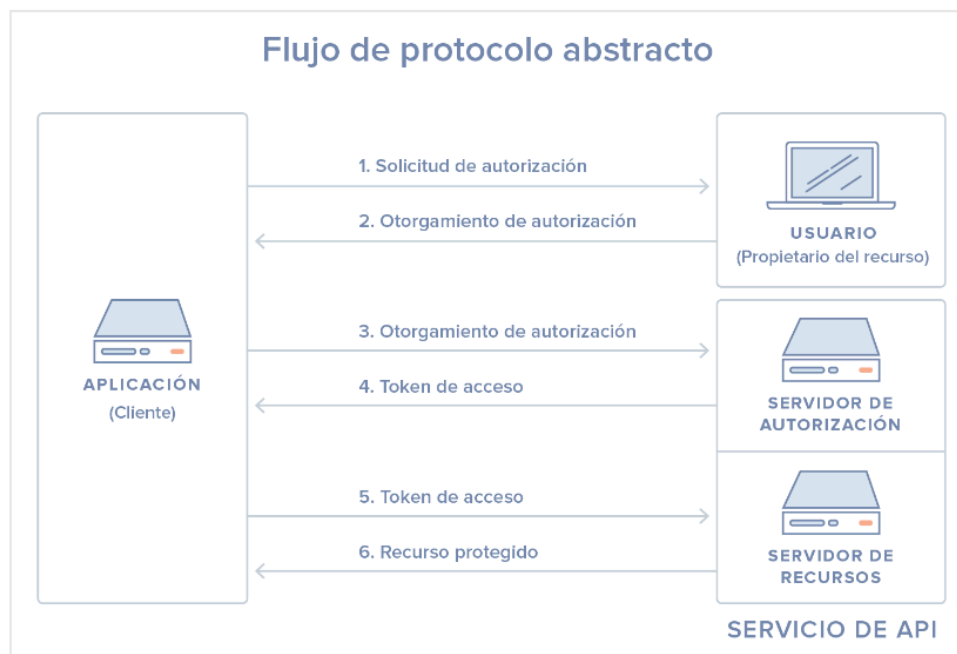 Flujo de protocolo abstracto
1. Solicitud de autorización
2. Otorgamiento de autorización
USUARIO
(Propietario del recurso)
3. Otorgamiento de autorización
4. Token de acceso
APLICACIÓN
(Cliente)
SERVIDOR DE
AUTORIZACIÓN
5. Token de acceso
6. Recurso protegido
SERVIDOR DE
RECURSOS
SERVICIO DE API